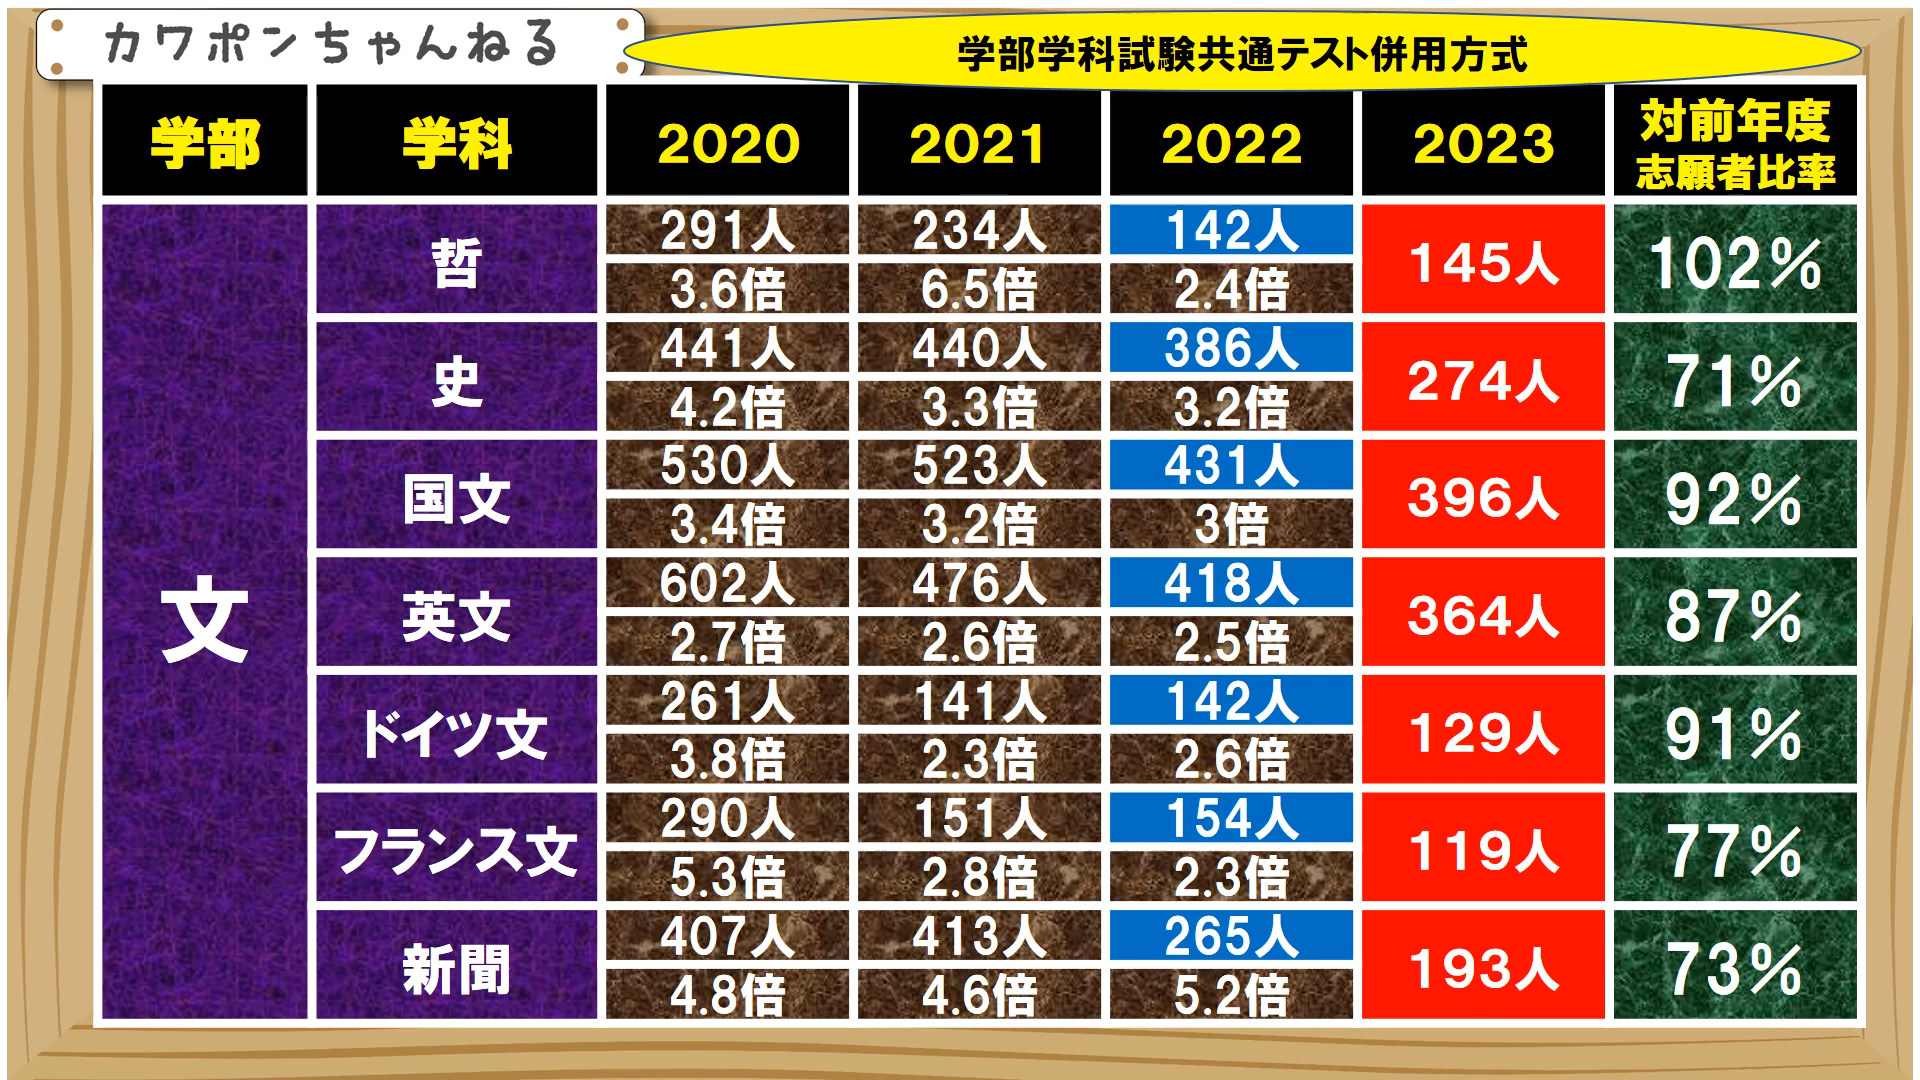 カワポンちゃんねる
学部学科試験共通テスト併用方式
学部 学科 2020 2021 2022 2023 対前年度
志願者比率
文
哲 291人 234人 142人 145人 102%
3.6倍 6.5倍 2.4倍
史 441人 440人 386人 274人 71%
4.2倍 3.3倍 3.2倍
国文 530人 523人 431人 396人 92%
3.4倍 3.2倍 3倍
英文 602人 476人 418人 364人 87%
2.7倍 2.6倍 2.5倍
ドイツ文 261人 141人 142人 129人 91%
3.8倍 2.3倍 2.6倍
フランス文 290人 151人 154人 119人 77%
5.3倍 2.8倍 2.3倍
新聞 407人 413人 265人 193人 73%
4.8倍 4.6倍 5.2倍